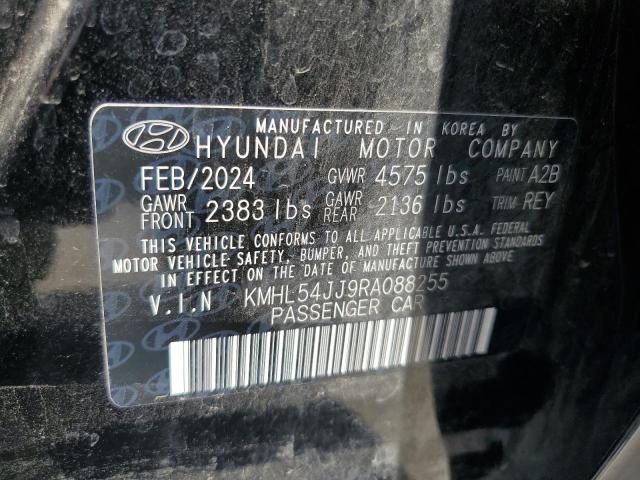 MANUFACTURED IN KOREA BY
HYUNDAI MOTOR COMPANY
FEB/2024 GVWR 4575 lbs PAINT A2B
GAWR FRONT 2383 lbs GAWR REAR 2136 lbs TRIM REY
THIS VEHICLE CONFORMS TO ALL APPLICABLE U.S.A. FEDERAL
MOTOR VEHICLE SAFETY, BUMPER, AND THEFT PREVENTION STANDARDS
IN EFFECT ON THE DATE OF MANUFACTURE SHOWN ABOVE.
V.I.N KMHL54JJ9RA088255
PASSENGER CAR